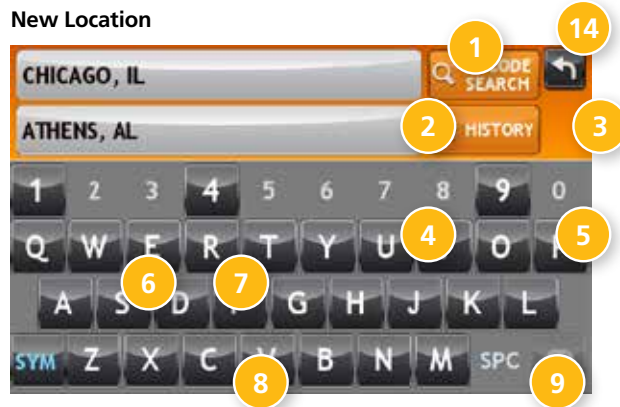 New Location
14
1
CHICAGO, IL
SEARCH
ATHENS, AL
2
HISTORY
3
1 2 3 4 5 6 7 8 9 0
Q W E R T Y U 4 O 5
6 7
A S D G H J K L
SYM Z X C B N M SPC
8 9